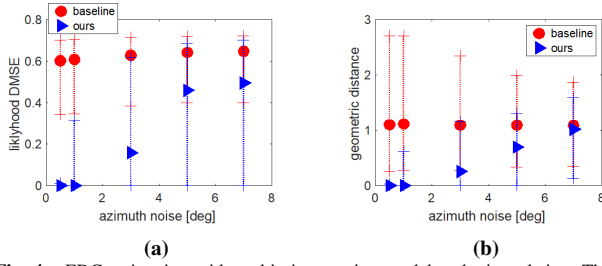 0.8
0.6
0.4
0.2
0
0 2 4 6 8
liklyhood DMSE
azimuth noise [deg]
baseline
ours
(a)
3
2
1
0
0 2 4 6 8
geometric distance
azimuth noise [deg]
baseline
ours
(b)